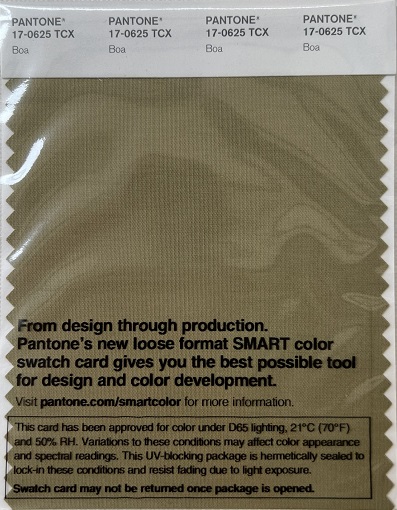 PANTONE® PANTONE® PANTONE® PANTONE®
17-0625 TCX 17-0625 TCX 17-0625 TCX 17-0625 TCX
Boa Boa Boa Boa
From design through production.
Pantone's new loose format SMART color
swatch card gives you the best possible tool
for design and color development.
Visit pantone.com/smartcolor for more information.
This card has been approved for color under D65 lighting, 21°C (70°F)
and 50% RH. Variations to these conditions may affect color appearance
and spectral readings. This UV-blocking package is hermetically sealed to
lock-in these conditions and resist fading due to light exposure.
Swatch card may not be returned once package is opened.